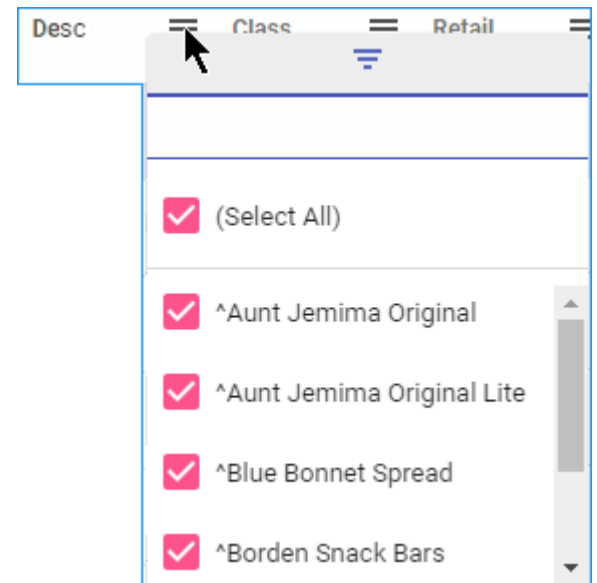 Desc Class Retail
(Select All)
^Aunt Jemima Original
^Aunt Jemima Original Lite
^Blue Bonnet Spread
^Borden Snack Bars